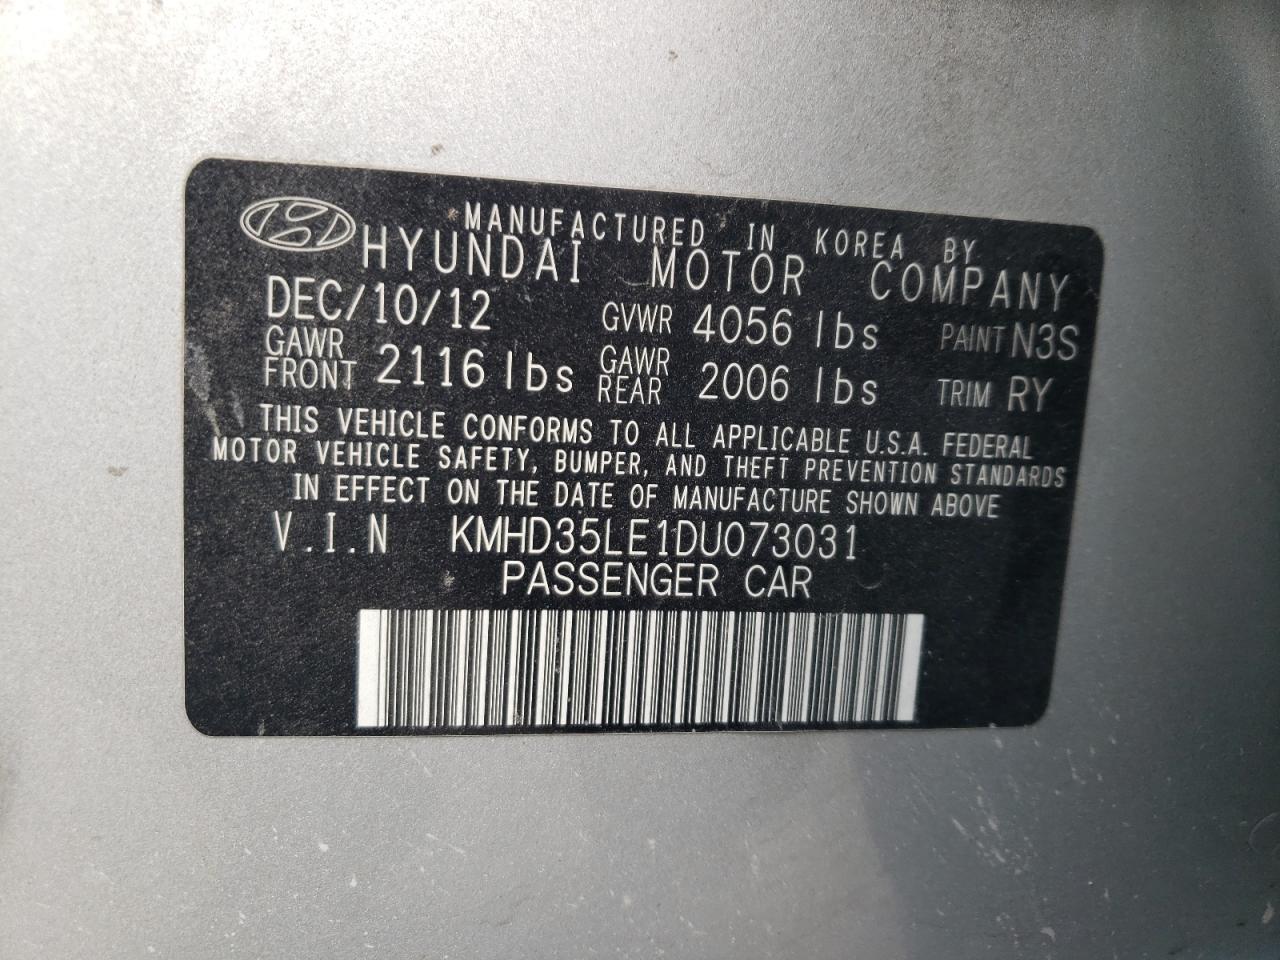 MANUFACTURED IN KOREA BY
HYUNDAI MOTOR COMPANY
DEC/10/12 GVWR 4056 lbs PAINT N3S
GAWR FRONT 2116 lbs GAWR REAR 2006 lbs TRIM RY
THIS VEHICLE CONFORMS TO ALL APPLICABLE U.S.A. FEDERAL
MOTOR VEHICLE SAFETY, BUMPER, AND THEFT PREVENTION STANDARDS
IN EFFECT ON THE DATE OF MANUFACTURE SHOWN ABOVE
V.I.N KMHD35LE1DU073031
PASSENGER CAR